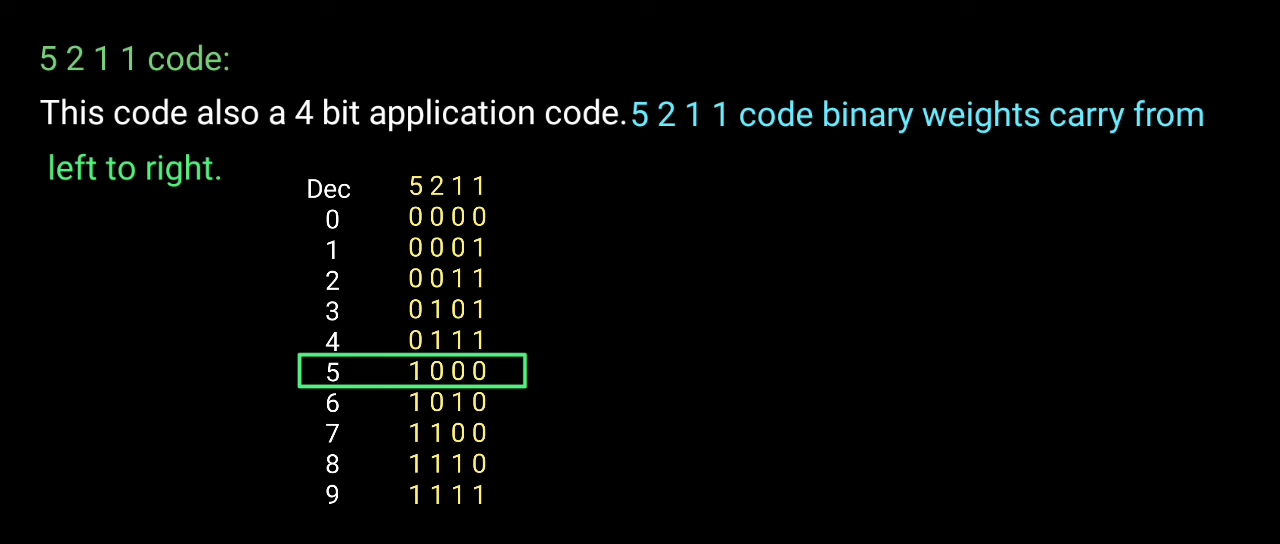 5 2 1 1 code:
This code also a 4 bit application code. 5 2 1 1 code binary weights carry from
left to right.
Dec 5 2 1 1
0 0 0 0 0
1 0 0 0 1
2 0 0 1 1
3 0 1 0 1
4 0 1 1 1
5 1 0 0 0
6 1 0 1 0
7 1 1 0 0
8 1 1 1 0
9 1 1 1 1